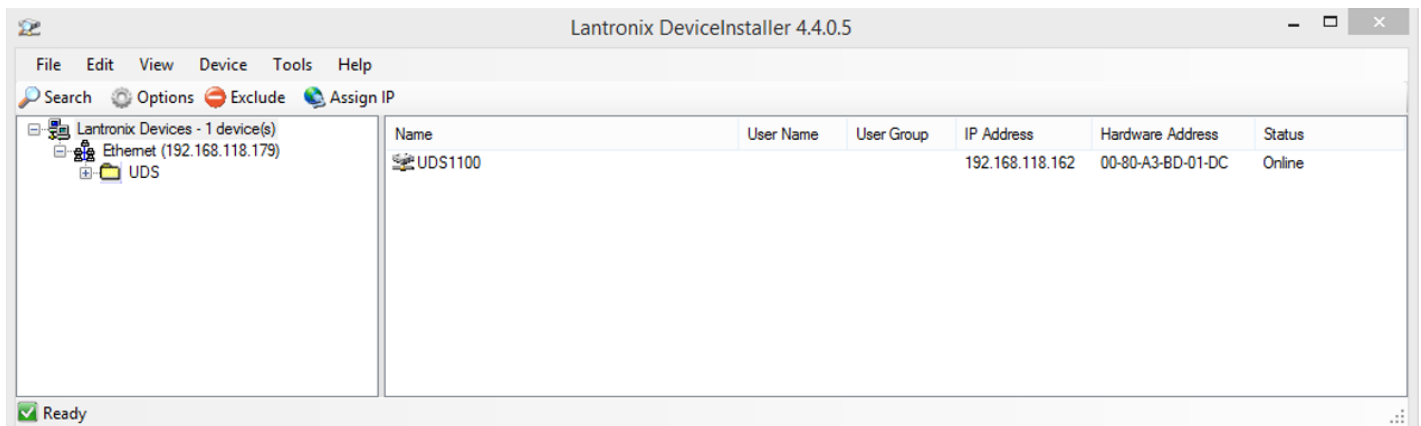 Lantronix DeviceInstaller 4.4.0.5
File Edit View Device Tools Help
Search Options Exclude Assign IP
Lantronix Devices - 1 device(s)
Ethernet (192.168.118.179)
UDS
Name User Name User Group IP Address Hardware Address Status
UDS1100 192.168.118.162 00-80-A3-BD-01-DC Online
Ready